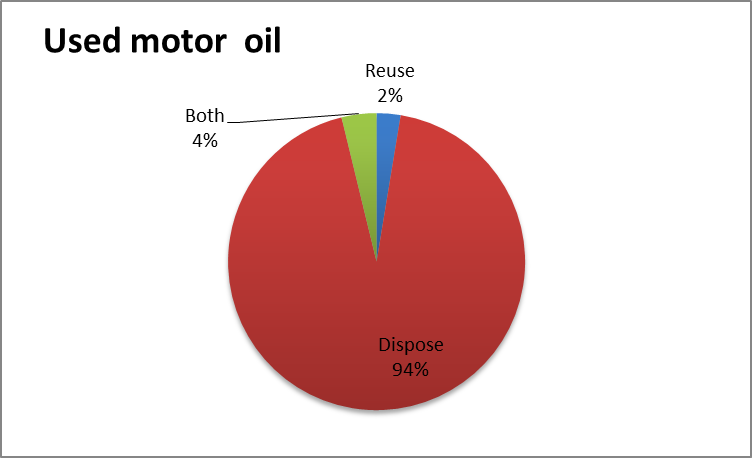 Used motor  oil
Reuse
2%
Both
4%
Dispose
94%